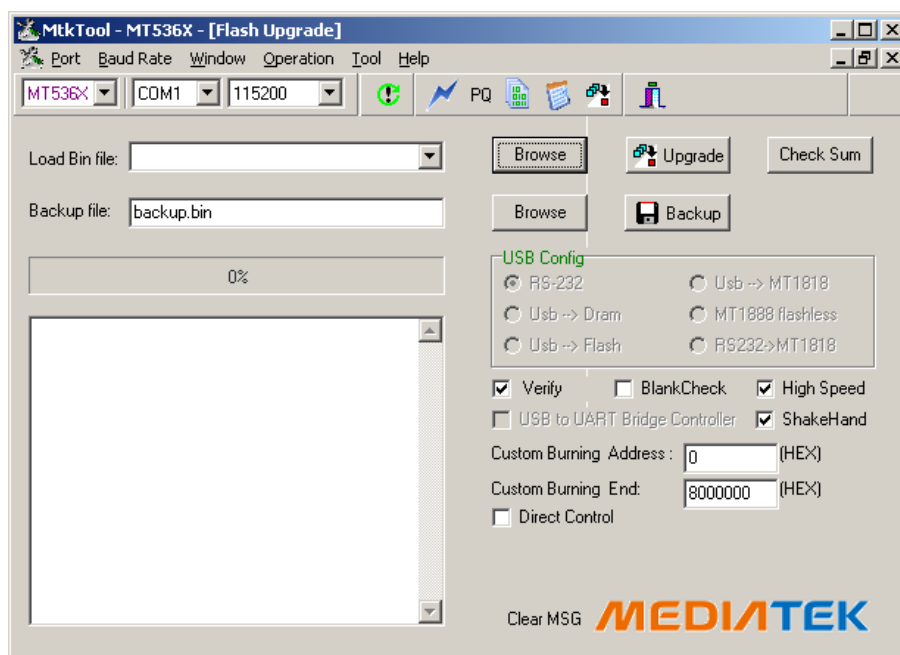 MtkTool - MT536X - [Flash Upgrade]
Port Baud Rate Window Operation Tool Help
MT536X COM1 115200 PQ
Load Bin file: Browse Upgrade Check Sum
Backup file: backup.bin Browse Backup
0%
USB Config
RS-232 Usb --> MT1818
Usb --> Dram MT1888 flashless
Usb --> Flash RS232->MT1818
Verify BlankCheck High Speed
USB to UART Bridge Controller ShakeHand
Custom Burning Address : 0 (HEX)
Custom Burning End: 8000000 (HEX)
Direct Control
Clear MSG MEDIATEK